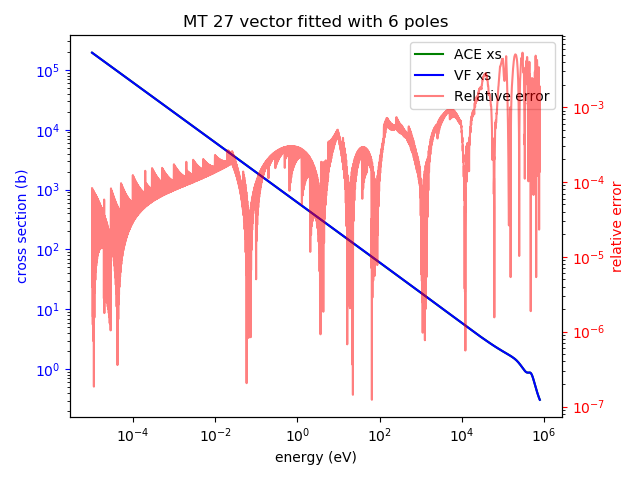 MT 27 vector fitted with 6 poles
ACE xs
VF xs
Relative error
cross section (b)
10^5
10^4
10^3
10^2
10^1
10^0
10^-3
10^-4
10^-5
10^-6
10^-7
relative error
10^-4 10^-2 10^0 10^2 10^4 10^6
energy (eV)